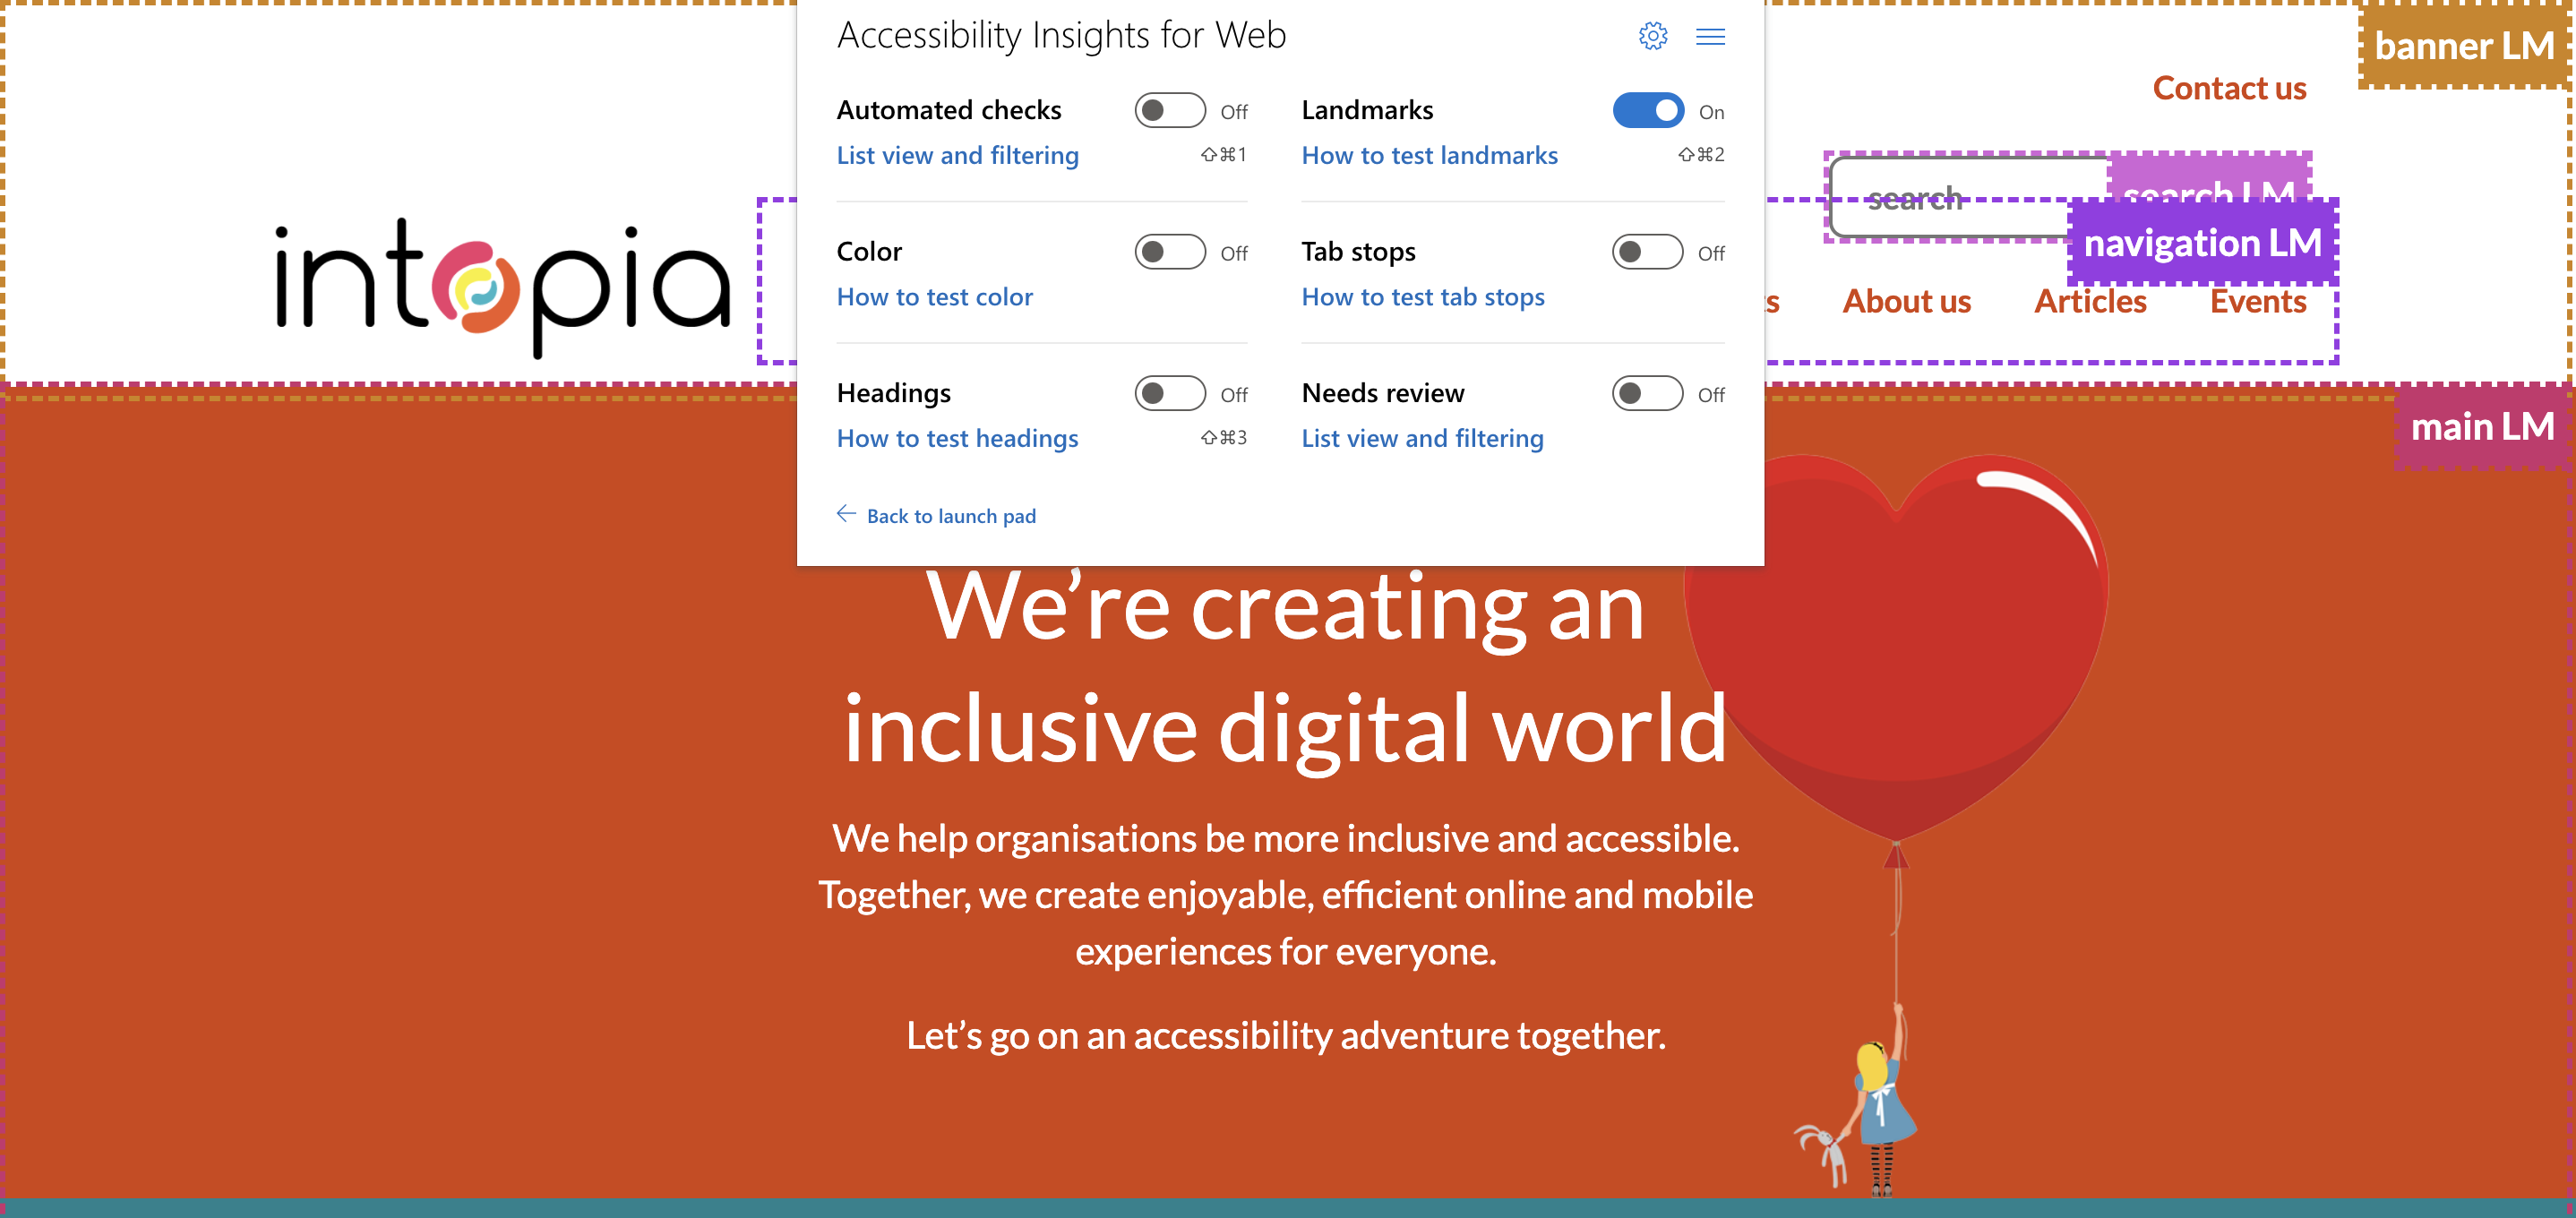 Accessibility Insights for Web
banner LM
Contact us
Automated checks Off
List view and filtering ⇧⌘1
Landmarks On
How to test landmarks ⇧⌘2
search
search LM
navigation LM
intopia
Color Off
How to test color
Tab stops Off
How to test tab stops
s About us Articles Events
Headings Off
How to test headings ⇧⌘3
Needs review Off
List view and filtering
main LM
Back to launch pad
We’re creating an
inclusive digital world
We help organisations be more inclusive and accessible.
Together, we create enjoyable, efficient online and mobile
experiences for everyone.
Let’s go on an accessibility adventure together.